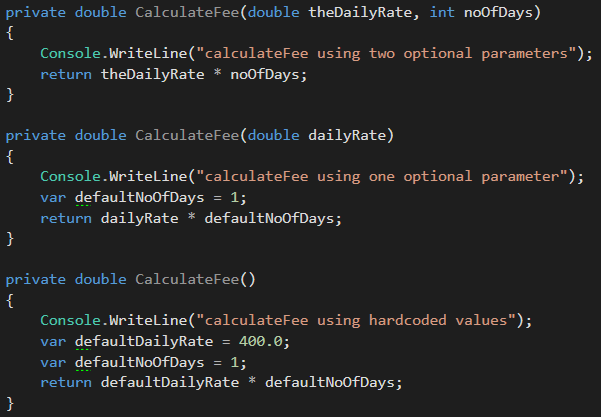 private double CalculateFee(double theDailyRate, int noOfDays)
{
    Console.WriteLine("calculateFee using two optional parameters");
    return theDailyRate * noOfDays;
}

private double CalculateFee(double dailyRate)
{
    Console.WriteLine("calculateFee using one optional parameter");
    var defaultNoOfDays = 1;
    return dailyRate * defaultNoOfDays;
}

private double CalculateFee()
{
    Console.WriteLine("calculateFee using hardcoded values");
    var defaultDailyRate = 400.0;
    var defaultNoOfDays = 1;
    return defaultDailyRate * defaultNoOfDays;
}